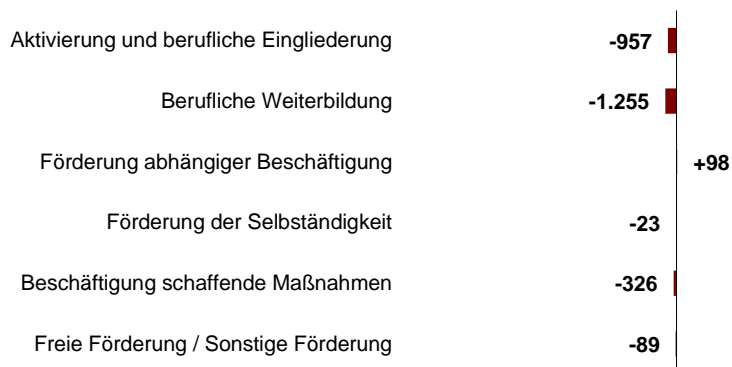 Aktivierung und berufliche Eingliederung -957
Berufliche Weiterbildung -1.255
Förderung abhängiger Beschäftigung +98
Förderung der Selbständigkeit -23
Beschäftigung schaffende Maßnahmen -326
Freie Förderung / Sonstige Förderung -89